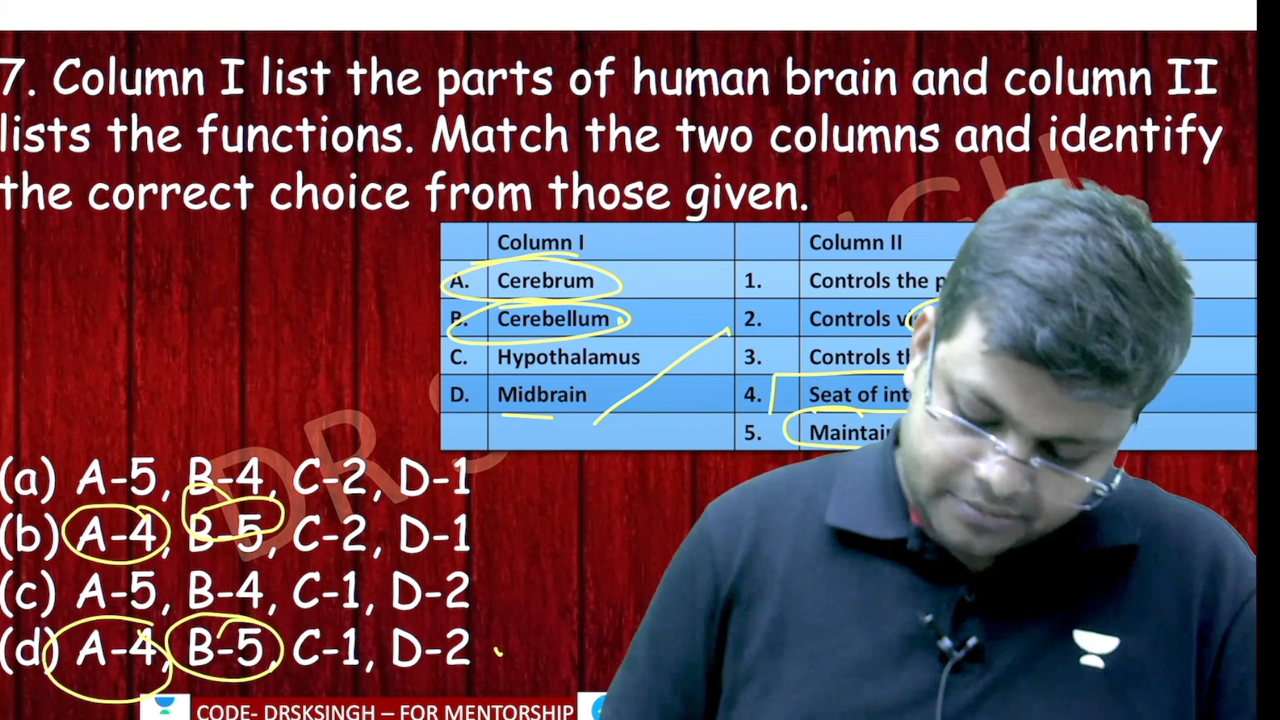 7. Column I list the parts of human brain and column II
lists the functions. Match the two columns and identify
the correct choice from those given.
Column I Column II
A. Cerebrum 1. Controls the
B. Cerebellum 2. Controls
C. Hypothalamus 3. Controls
D. Midbrain 4. Seat of
5.
(a) A-5, B-4, C-2, D-1
(b) A-4, B-5, C-2, D-1
(c) A-5, B-4, C-1, D-2
(d) A-4, B-5, C-1, D-2
CODE- DRSKSINGH – FOR MENTORSHIP